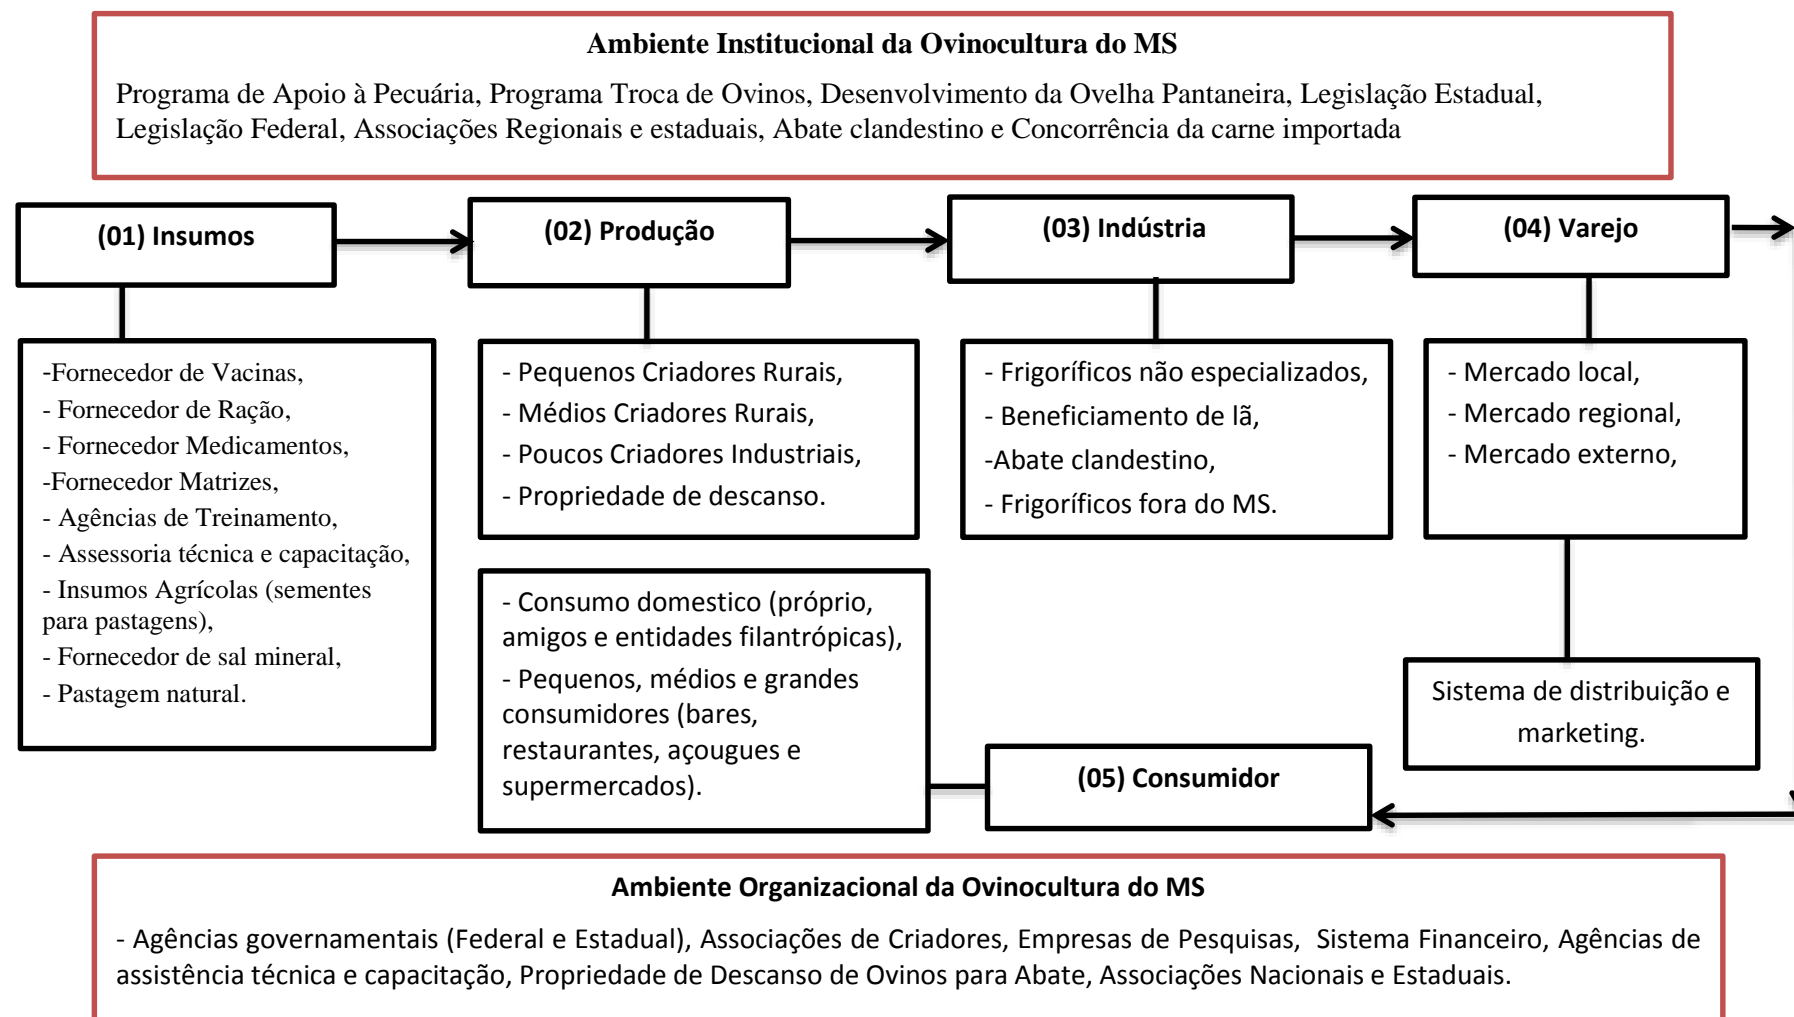 Ambiente Institucional da Ovinocultura do MS
Programa de Apoio à Pecuária, Programa Troca de Ovinos, Desenvolvimento da Ovelha Pantaneira, Legislação Estadual,
Legislação Federal, Associações Regionais e estaduais, Abate clandestino e Concorrência da carne importada
(01) Insumos
(02) Produção
(03) Indústria
(04) Varejo
-Fornecedor de Vacinas,
- Fornecedor de Ração,
- Fornecedor Medicamentos,
-Fornecedor Matrizes,
- Agências de Treinamento,
- Assessoria técnica e capacitação,
- Insumos Agrícolas (sementes
para pastagens),
- Fornecedor de sal mineral,
- Pastagem natural.
- Pequenos Criadores Rurais,
- Médios Criadores Rurais,
- Poucos Criadores Industriais,
- Propriedade de descanso.
- Frigoríficos não especializados,
- Beneficiamento de lã,
-Abate clandestino,
- Frigoríficos fora do MS.
- Mercado local,
- Mercado regional,
- Mercado externo,
Sistema de distribuição e
marketing.
(05) Consumidor
- Consumo domestico (próprio,
amigos e entidades filantrópicas),
- Pequenos, médios e grandes
consumidores (bares,
restaurantes, açougues e
supermercados).
Ambiente Organizacional da Ovinocultura do MS
- Agências governamentais (Federal e Estadual), Associações de Criadores, Empresas de Pesquisas, Sistema Financeiro, Agências de
assistência técnica e capacitação, Propriedade de Descanso de Ovinos para Abate, Associações Nacionais e Estaduais.